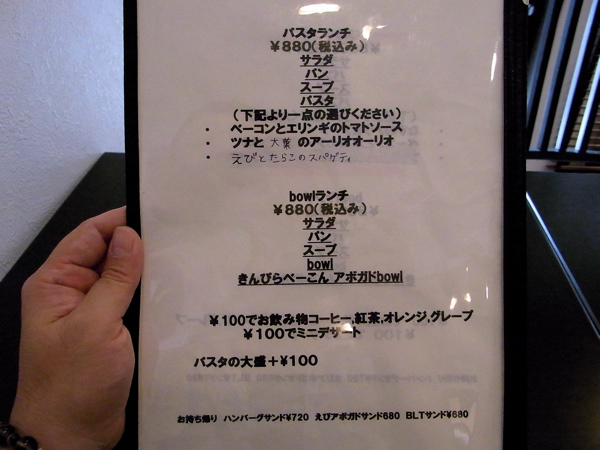 パスタランチ
￥880(税込み)
サラダ
パン
スープ
パスタ
(下記より一点の選びください)
・ ベーコンとエリンギのトマトソース
・ ツナと 大葉 のアーリオオーリオ
・ えびとたらこのスパゲティ
bowlランチ
￥880(税込み)
サラダ
パン
スープ
bowl
きんぴらべーこん アボガドbowl
￥100でお飲み物コーヒー,紅茶,オレンジ,グレープ
￥100でミニデザート
パスタの大盛＋￥100
お持ち帰り ハンバーグサンド￥720 えびアボガドサンド680 BLTサンド￥680